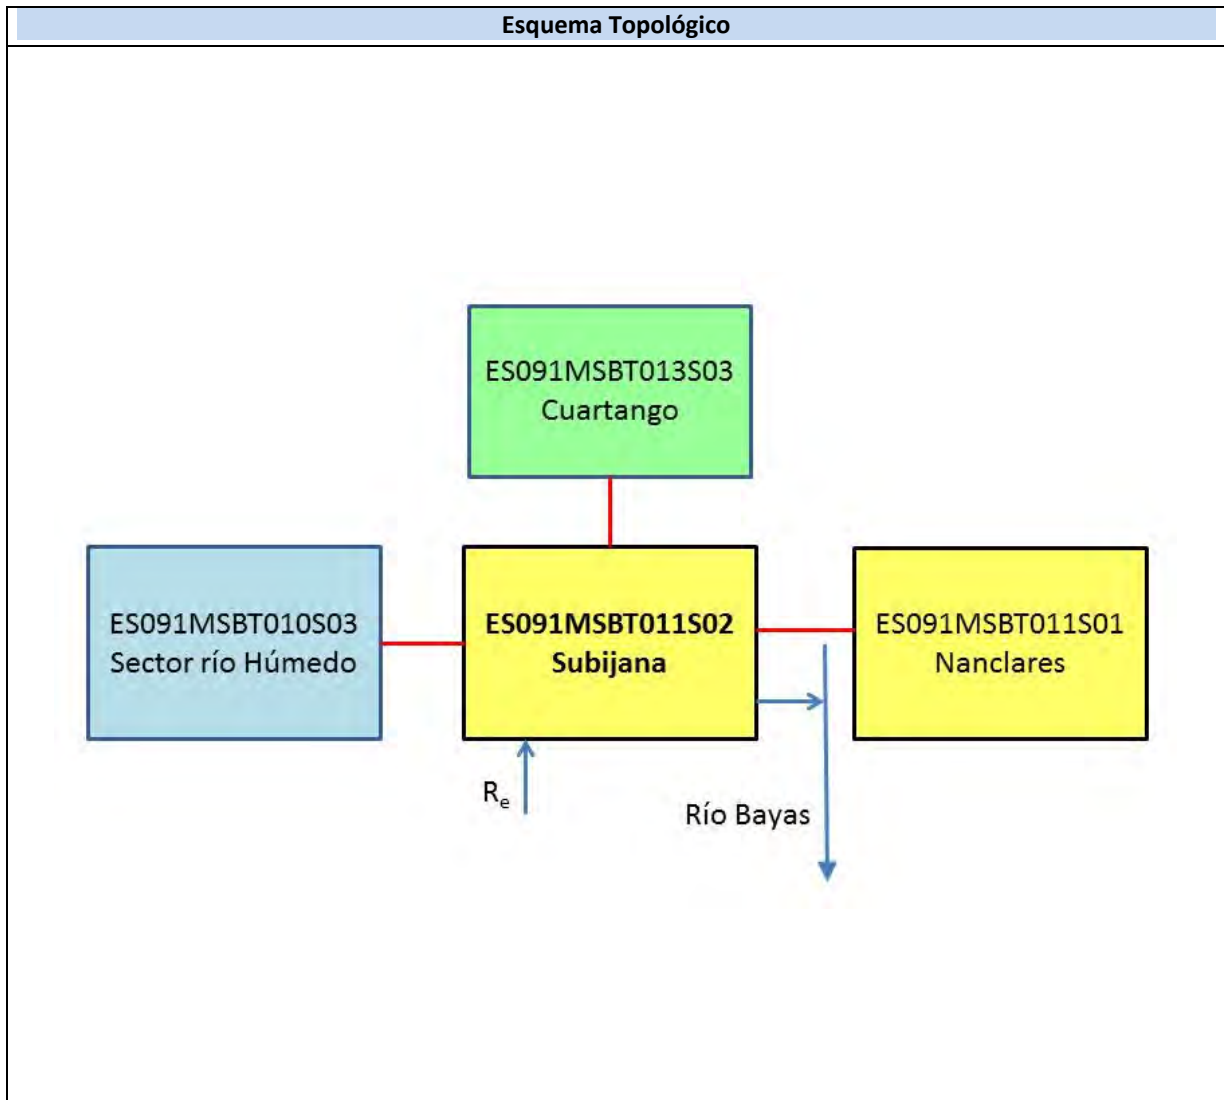 Esquema Topológico
ES091MSBT013S03
Cuartango
ES091MSBT010S03
Sector río Húmedo
ES091MSBT011S02
Subijana
ES091MSBT011S01
Nanclares
Re
Río Bayas